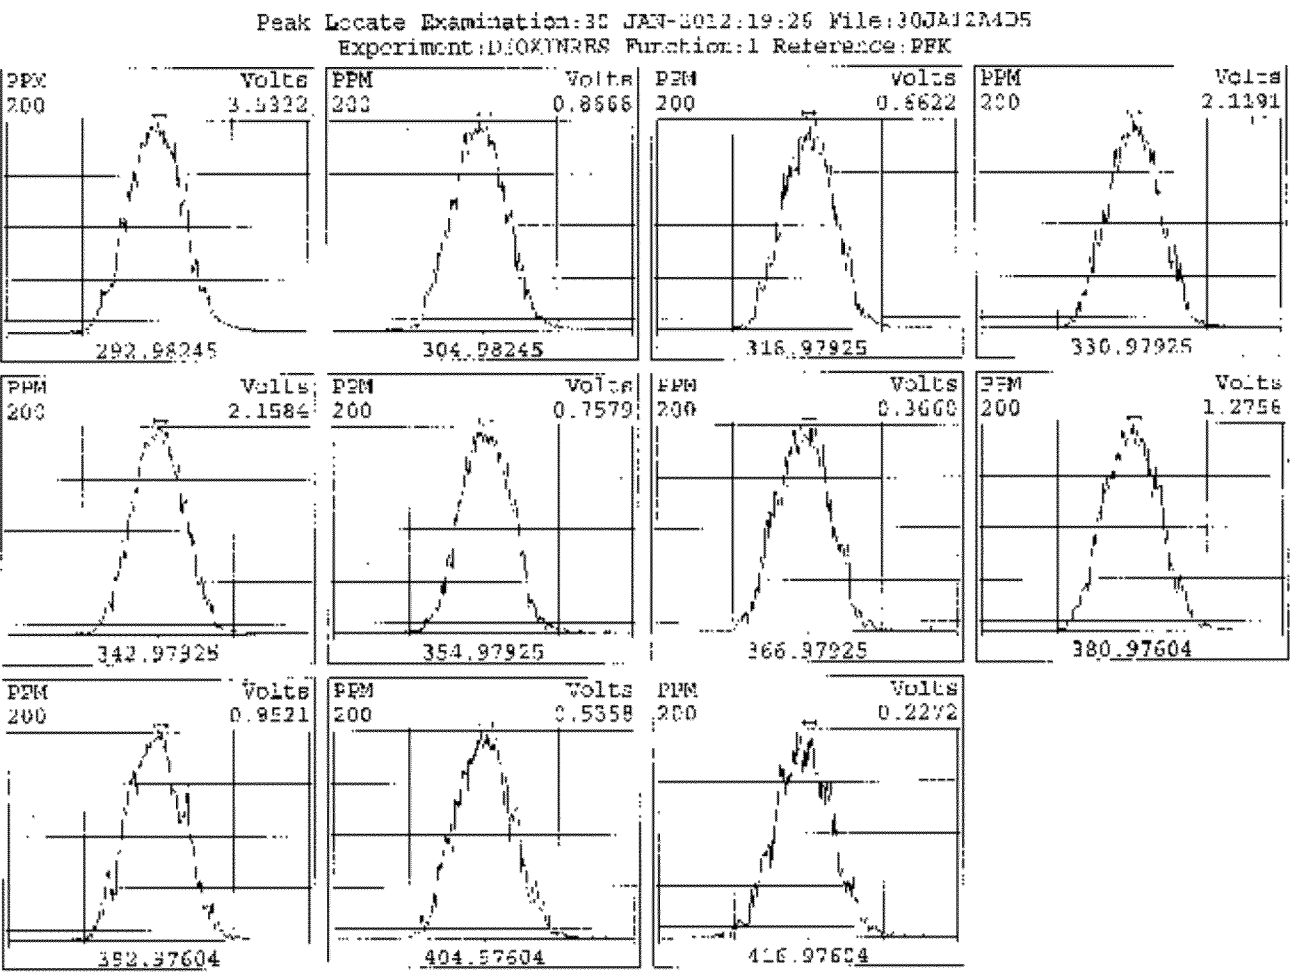 Peak Locate Examination:30 JAN-2012:19:26 File:30JA12A4D5
Experiment:DIOXINRES Function:1 Reference:PFK
PPM Volts PPM Volts PPM Volts PPM Volts
200 200 0.8666 200 0.6622 200 2.1191
292.98245 304.98245 316.97925 330.97925
PPM Volts PPM Volts PPM Volts PPM Volts
200 2.1584 200 0.7579 200 0.3660 200 1.2756
342.97925 354.97925 366.97925 380.97604
PPM Volts PPM Volts PPM Volts
200 0.9521 200 0.5358 200 0.2272
392.97604 404.97604 416.97604